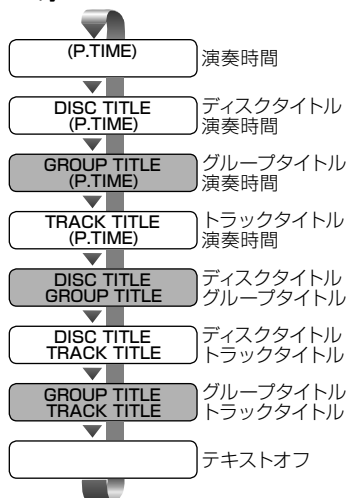 (P.TIME)
演奏時間
DISC TITLE
(P.TIME)
ディスクタイトル
演奏時間
GROUP TITLE
(P.TIME)
グループタイトル
演奏時間
TRACK TITLE
(P.TIME)
トラックタイトル
演奏時間
DISC TITLE
GROUP TITLE
ディスクタイトル
グループタイトル
DISC TITLE
TRACK TITLE
ディスクタイトル
トラックタイトル
GROUP TITLE
TRACK TITLE
グループタイトル
トラックタイトル
テキストオフ